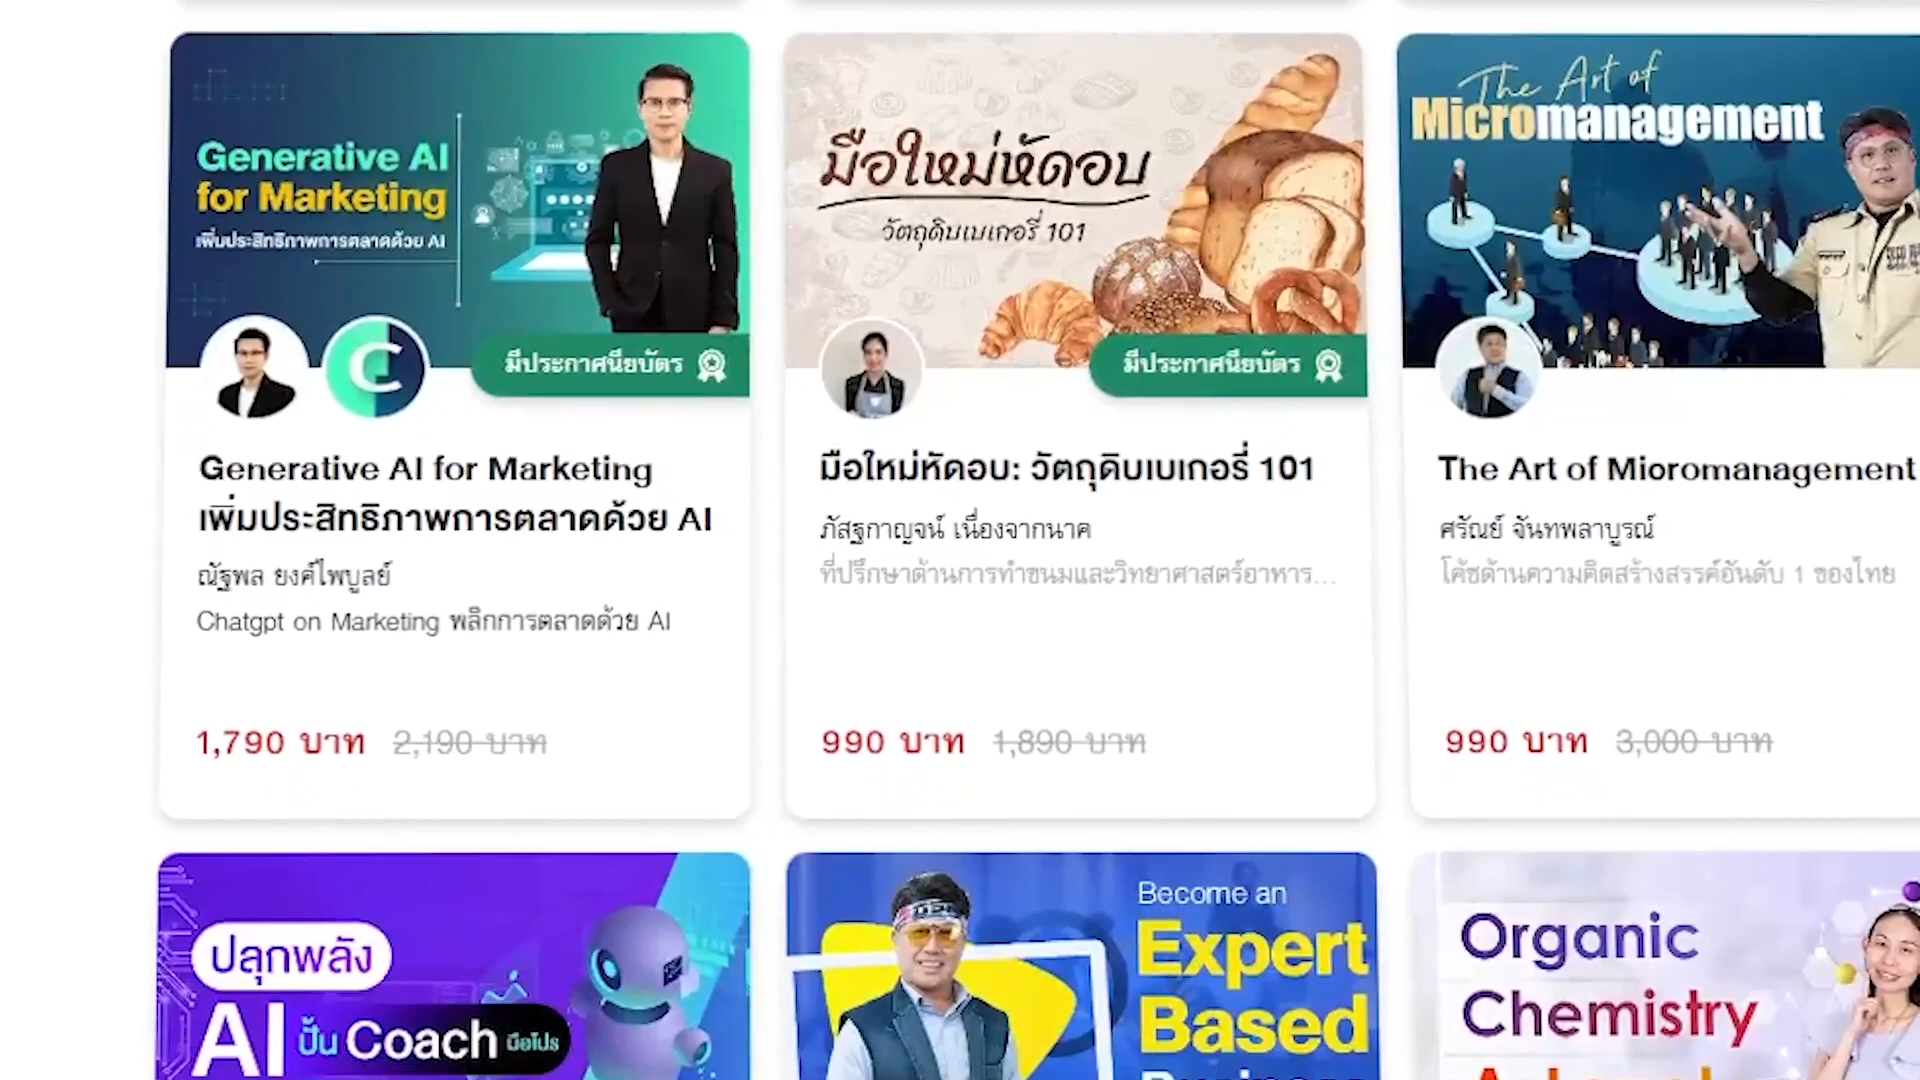 Generative AI
for Marketing
เพิ่มประสิทธิภาพการตลาดด้วย AI
มีประกาศนียบัตร
Generative AI for Marketing
เพิ่มประสิทธิภาพการตลาดด้วย AI
ณัฐพล ยงค์ไพบูลย์
Chatgpt on Marketing พลิกการตลาดด้วย AI
1,790 บาท 2,190 บาท
มือใหม่หัดอบ
วัตถุดิบเบเกอรี่ 101
มีประกาศนียบัตร
มือใหม่หัดอบ: วัตถุดิบเบเกอรี่ 101
ภัสฐกาญจน์ เนื่องจากนาค
ที่ปรึกษาด้านการทำขนมและวิทยาศาสตร์อาหาร...
990 บาท 1,890 บาท
The Art of
Micromanagement
The Art of Micromanagement
ศรัณย์ จันทพลาบูรณ์
โค้ชด้านความคิดสร้างสรรค์อันดับ 1 ของไทย
990 บาท 3,000 บาท
ปลุกพลัง
AI ปั้น Coach มือโปร
Become an
Expert
Based
Organic
Chemistry